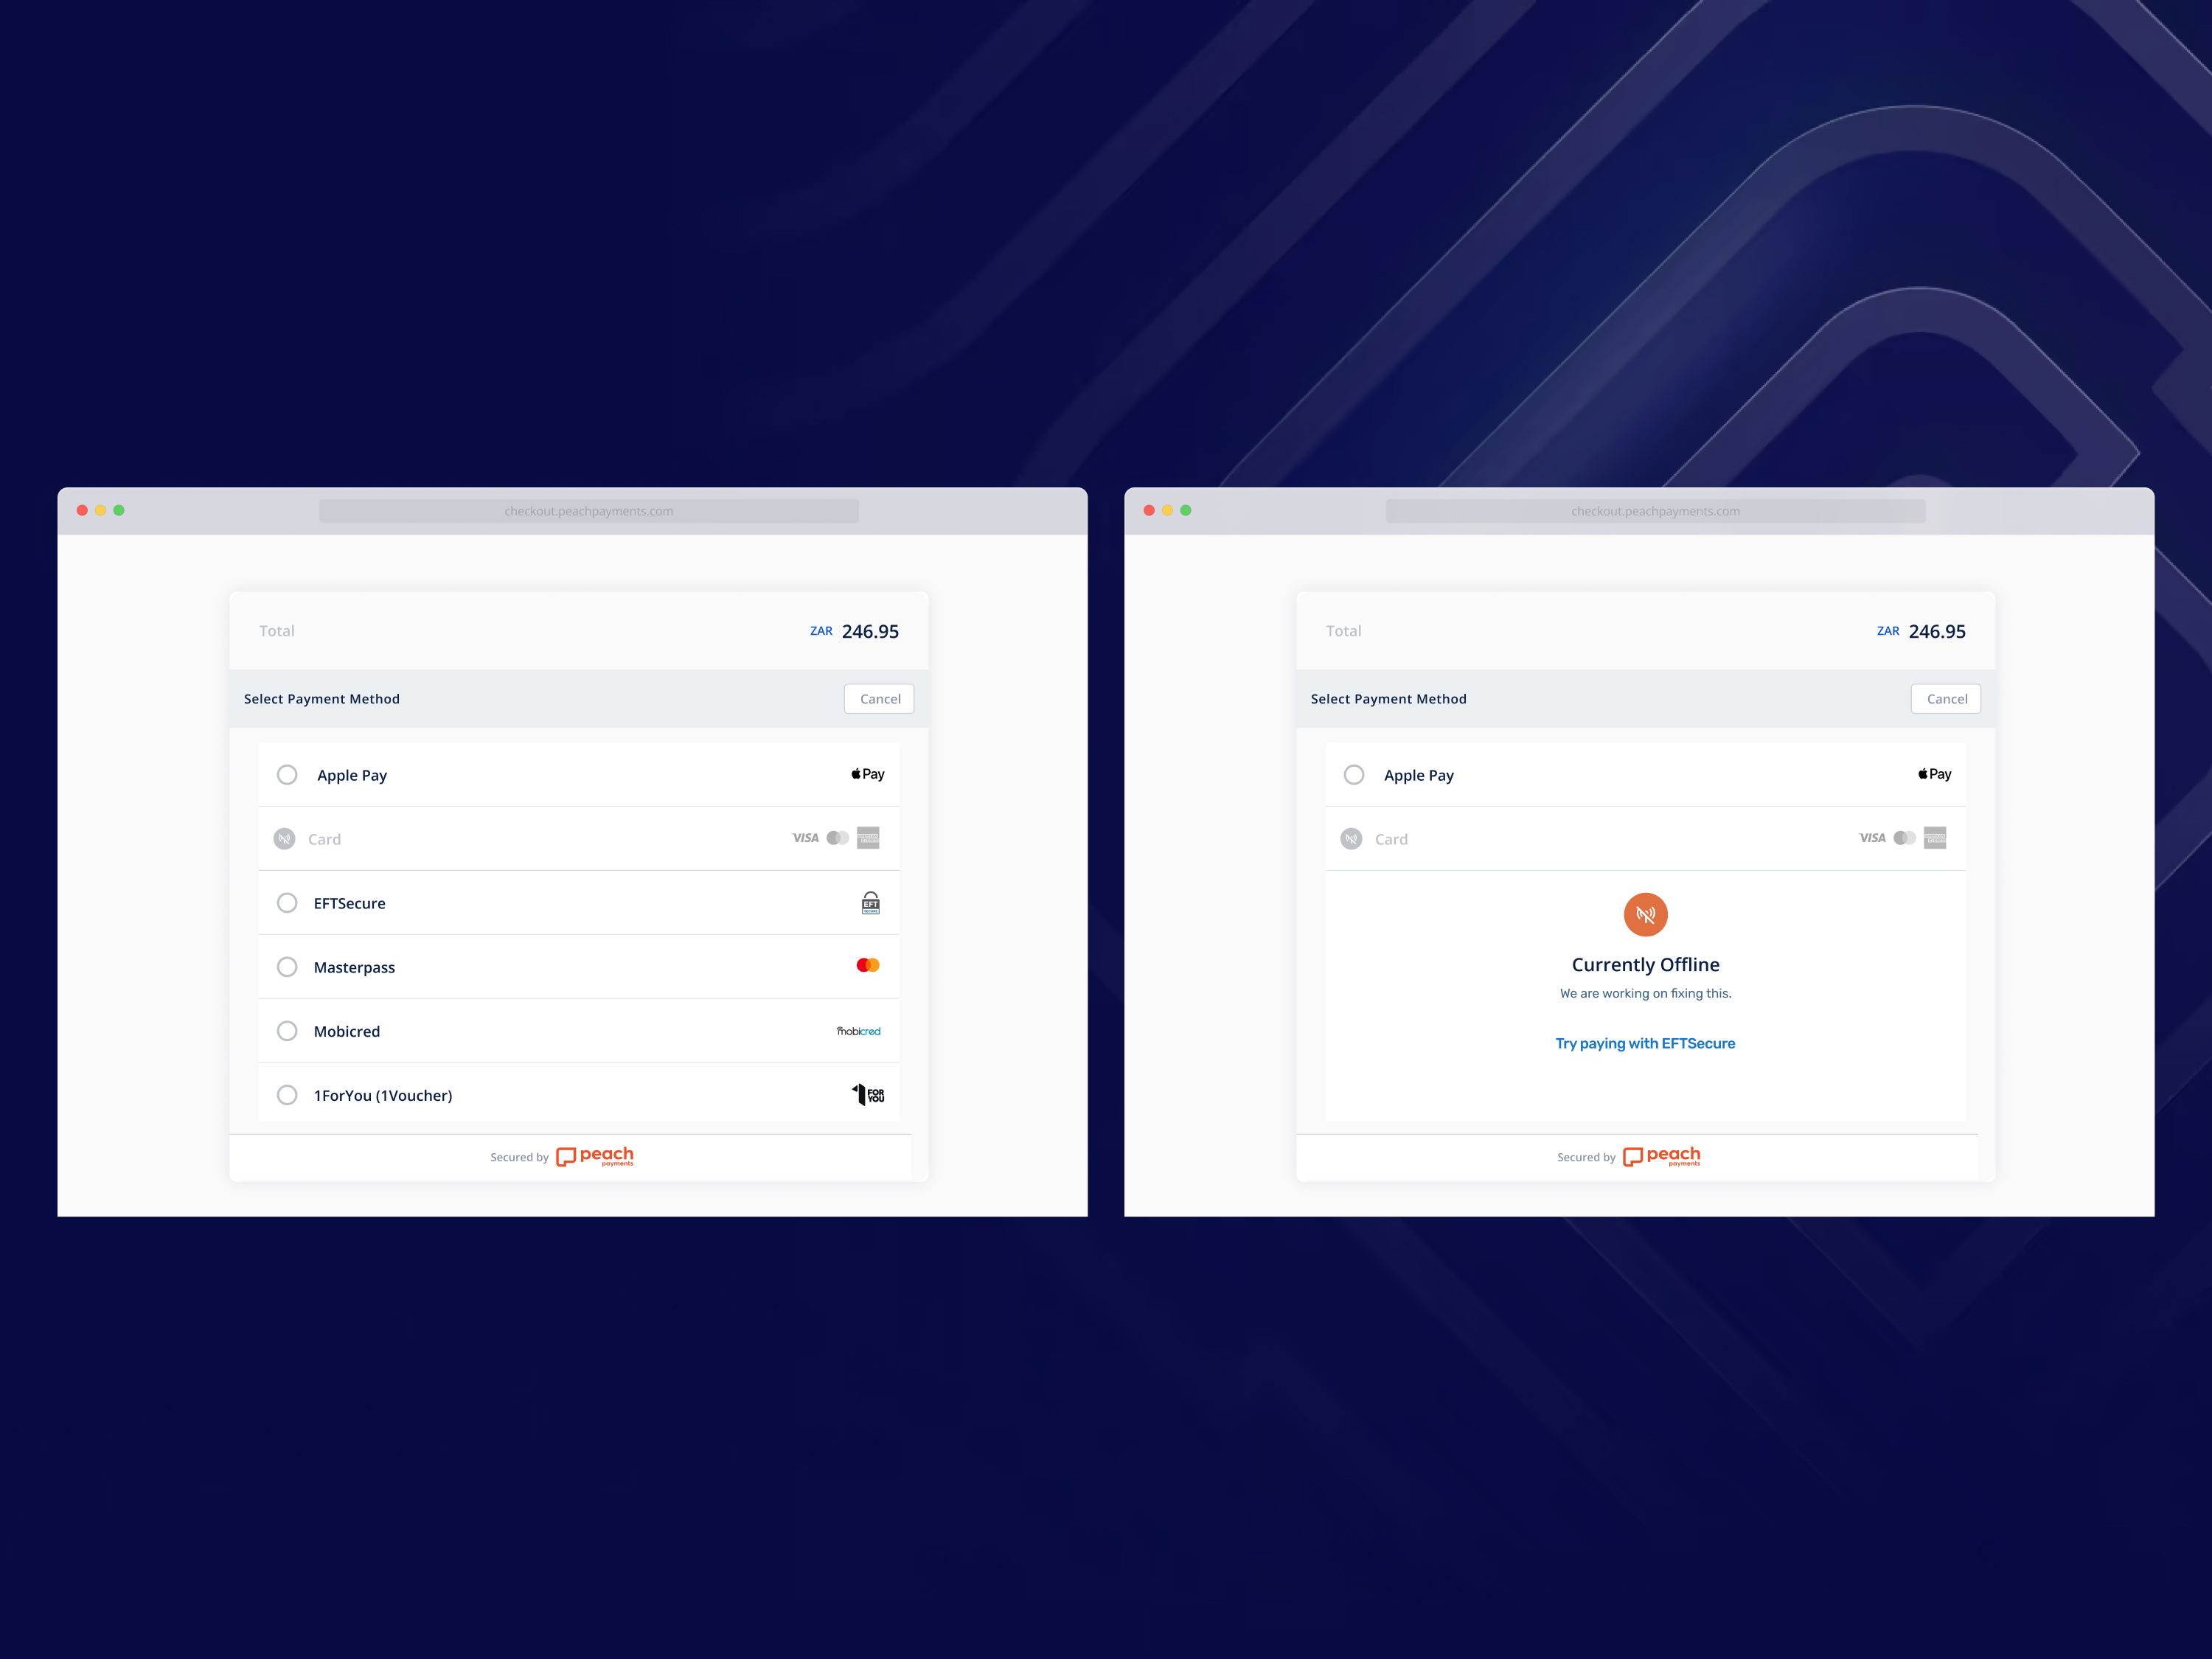 checkout.peachpayments.com
Total ZAR 246.95
Select Payment Method Cancel
Apple Pay Pay
Card VISA
EFTSecure EFT
Masterpass
Mobicred mobicred
1ForYou (1Voucher) 1 FOR YOU
Secured by peach payments
checkout.peachpayments.com
Total ZAR 246.95
Select Payment Method Cancel
Apple Pay Pay
Card VISA
Currently Offline
We are working on fixing this.
Try paying with EFTSecure
Secured by peach payments